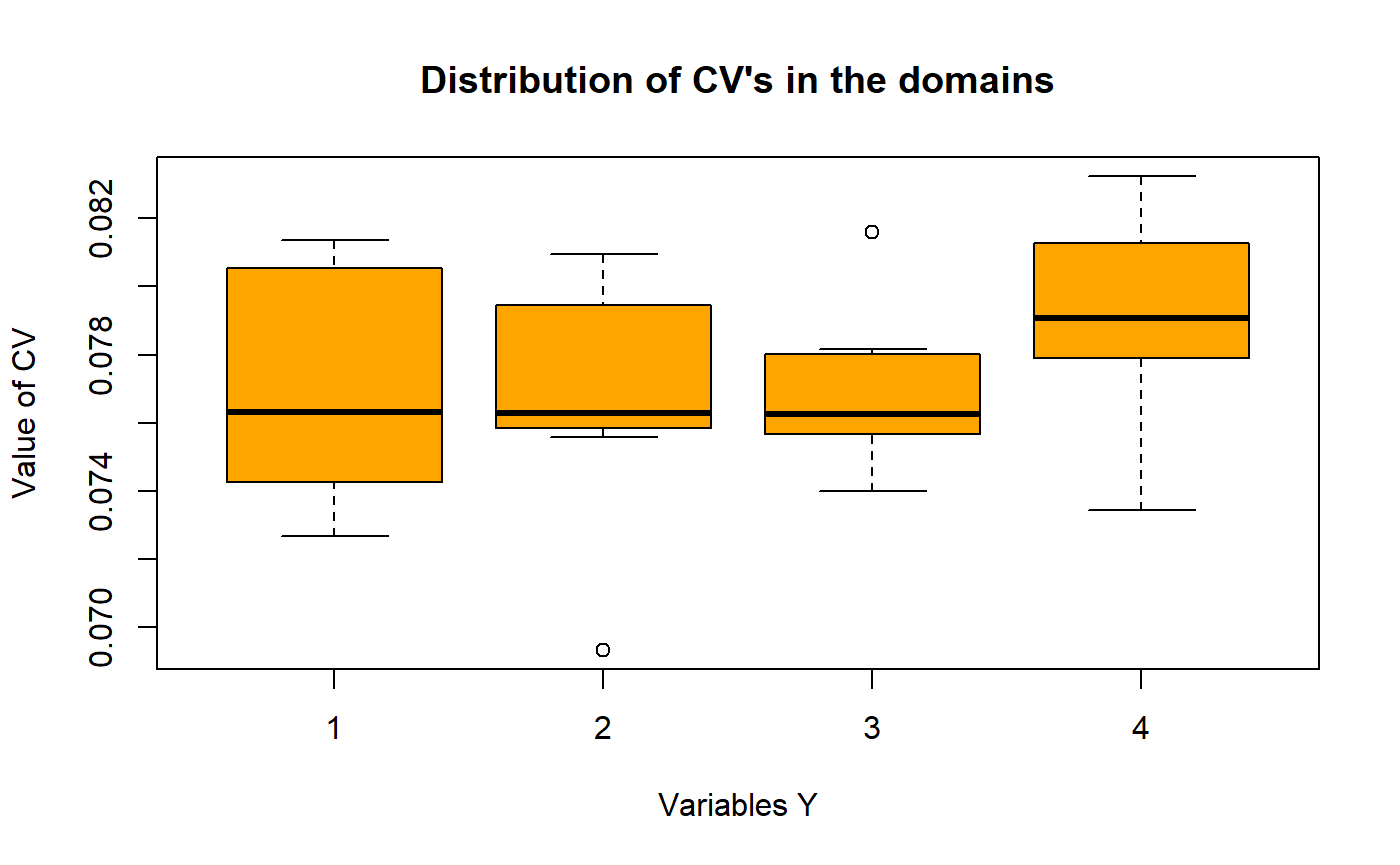 Distribution of CV's in the domains
Value of CV
0.082
0.078
0.074
0.070
1 2 3 4
Variables Y